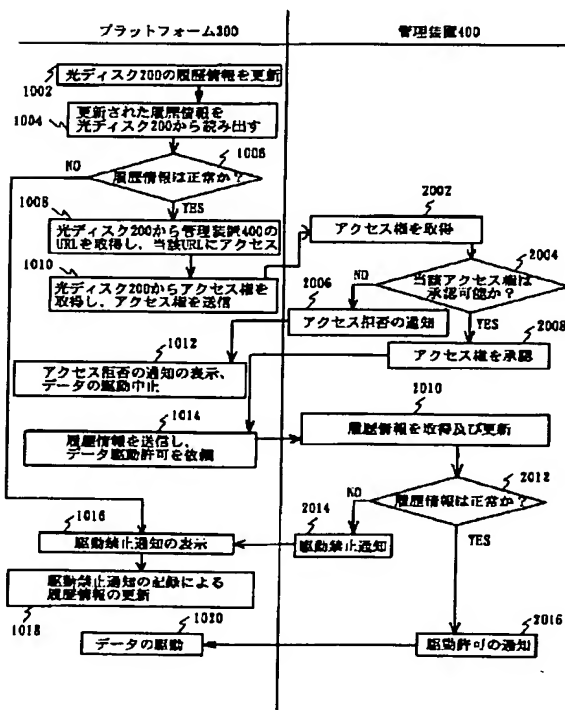 プラットフォーム300
管理装置400
光ディスク200の履歴情報を更新
1002
更新された履歴情報を
光ディスク200から読み出す
1004
1006
NO
履歴情報は正常か?
YES
1008
光ディスク200から管理装置400の
URLを取得し、当該URLにアクセス
1010
光ディスク200からアクセス権を
取得し、アクセス権を送信
2002
アクセス権を取得
2004
当該アクセス権は
承認可能か?
NO
2006
アクセス拒否の通知
YES
2008
アクセス権を承認
1012
アクセス拒否の通知の表示、
データの駆動中止
1014
履歴情報を送信し、
データ駆動許可を依頼
2010
履歴情報を取得及び更新
2012
履歴情報は正常か?
NO
2014
駆動禁止通知
YES
1016
駆動禁止通知の表示
駆動禁止通知の記録による
履歴情報の更新
1018
1020
データの駆動
2016
駆動許可の通知